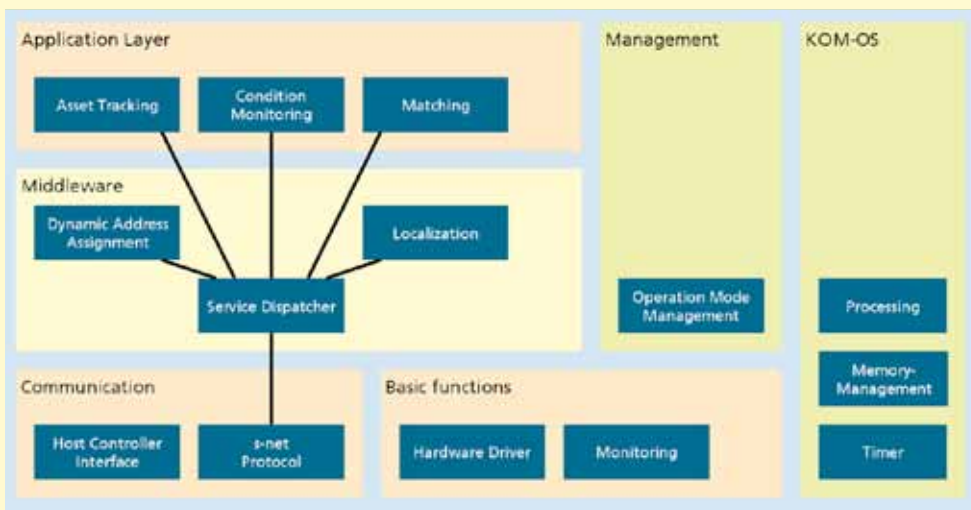 Application Layer
Asset Tracking
Condition
Monitoring
Matching
Middleware
Dynamic Address
Assignment
Localization
Service Dispatcher
Communication
Host Controller
Interface
s-net
Protocol
Basic functions
Hardware Driver
Monitoring
Management
Operation Mode
Management
KOM-OS
Processing
Memory-
Management
Timer